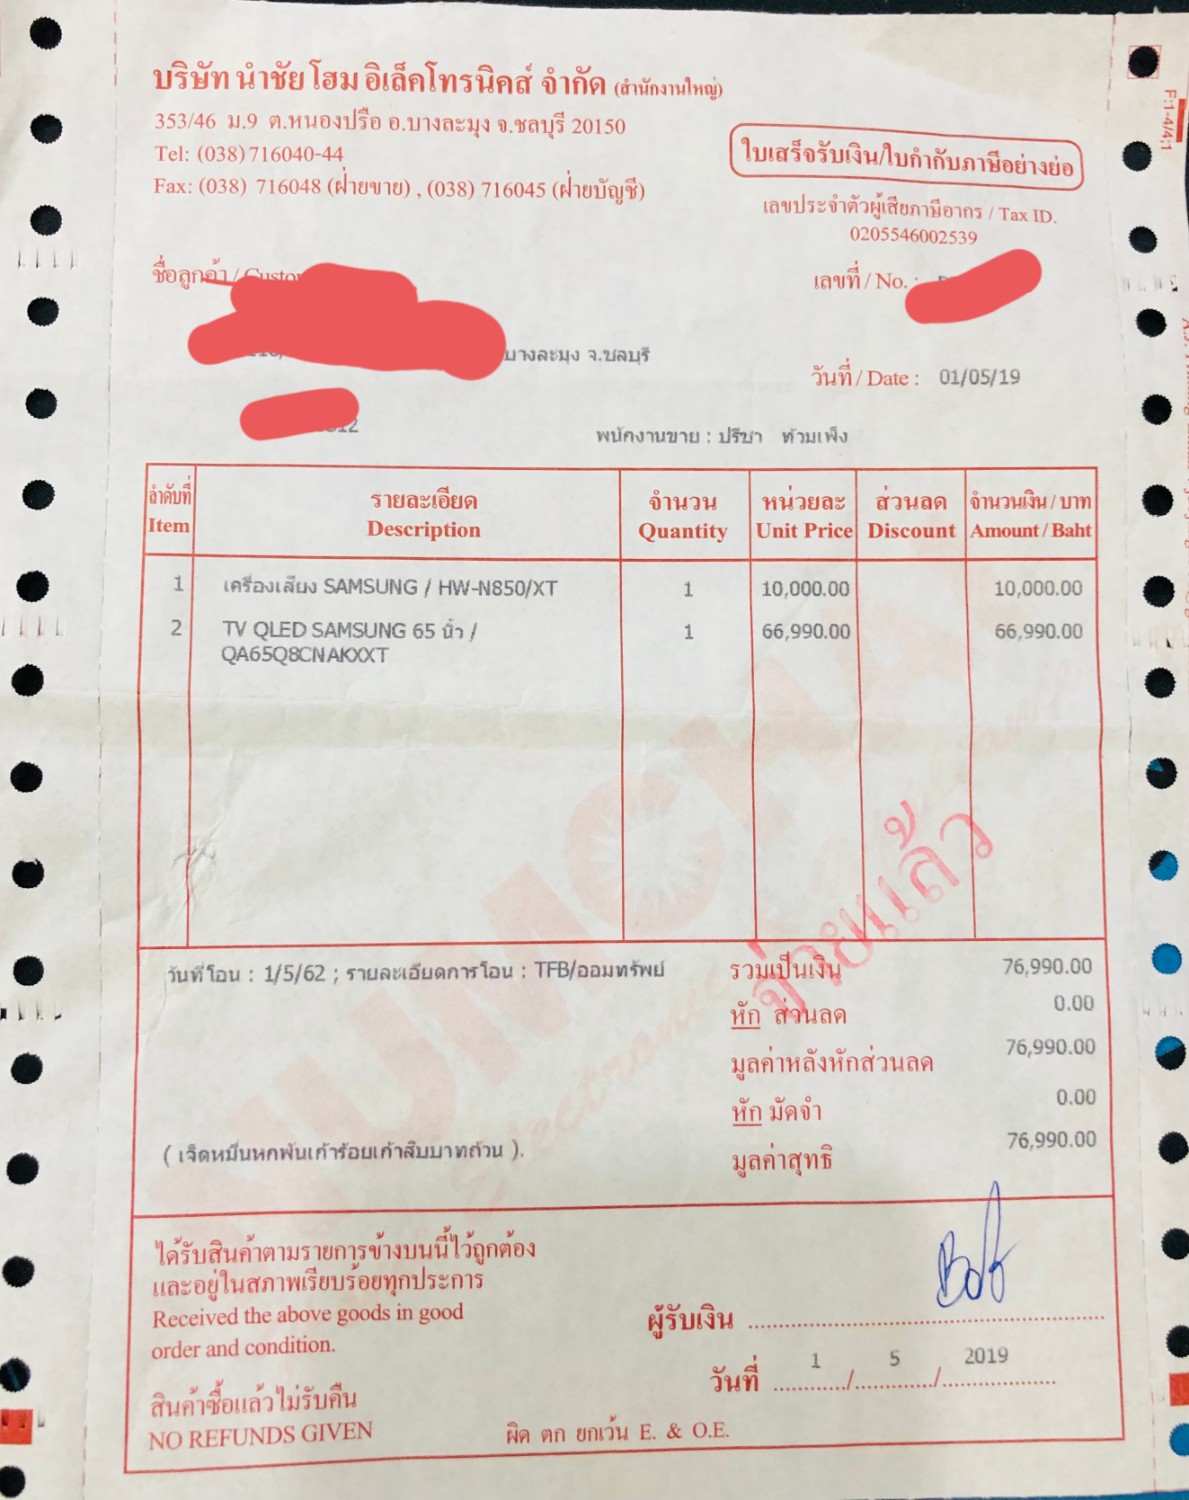 บริษัท นำชัย โฮม อิเล็คโทรนิคส์ จำกัด (สำนักงานใหญ่)
353/46 ม.9 ต.หนองปรือ อ.บางละมุง จ.ชลบุรี 20150
Tel: (038) 716040-44
Fax: (038) 716048 (ฝ่ายขาย) , (038) 716045 (ฝ่ายบัญชี)
ใบเสร็จรับเงิน/ใบกำกับภาษีอย่างย่อ
เลขประจำตัวผู้เสียภาษีอากร / Tax ID.
0205546002539
ชื่อลูกค้า /
เลขที่ / No. :
บางละมุง จ.ชลบุรี
วันที่ / Date : 01/05/19
พนักงานขาย : ปรีชา ท้วมเพ็ง
ลำดับที่ รายละเอียด จำนวน หน่วยละ ส่วนลด จำนวนเงิน / บาท
Item Description Quantity Unit Price Discount Amount / Baht
1 เครื่องเสียง SAMSUNG / HW-N850/XT 1 10,000.00 10,000.00
2 TV QLED SAMSUNG 65 นิ้ว / 1 66,990.00 66,990.00
QA65Q8CNAKXXT
NUMCHAI
จ่ายแล้ว
วันที่โอน : 1/5/62 ; รายละเอียดการโอน : TFB/ออมทรัพย์ รวมเป็นเงิน 76,990.00
หัก ส่วนลด 0.00
มูลค่าหลังหักส่วนลด 76,990.00
หัก มัดจำ 0.00
( เจ็ดหมื่นหกพันเก้าร้อยเก้าสิบบาทถ้วน ). มูลค่าสุทธิ 76,990.00
ได้รับสินค้าตามรายการข้างบนนี้ไว้ถูกต้อง
และอยู่ในสภาพเรียบร้อยทุกประการ
Received the above goods in good
order and condition.
ผู้รับเงิน
วันที่ 1 / 5 / 2019
สินค้าซื้อแล้วไม่รับคืน
NO REFUNDS GIVEN
ผิด ตก ยกเว้น E. & O.E.
F:1-4/4;1